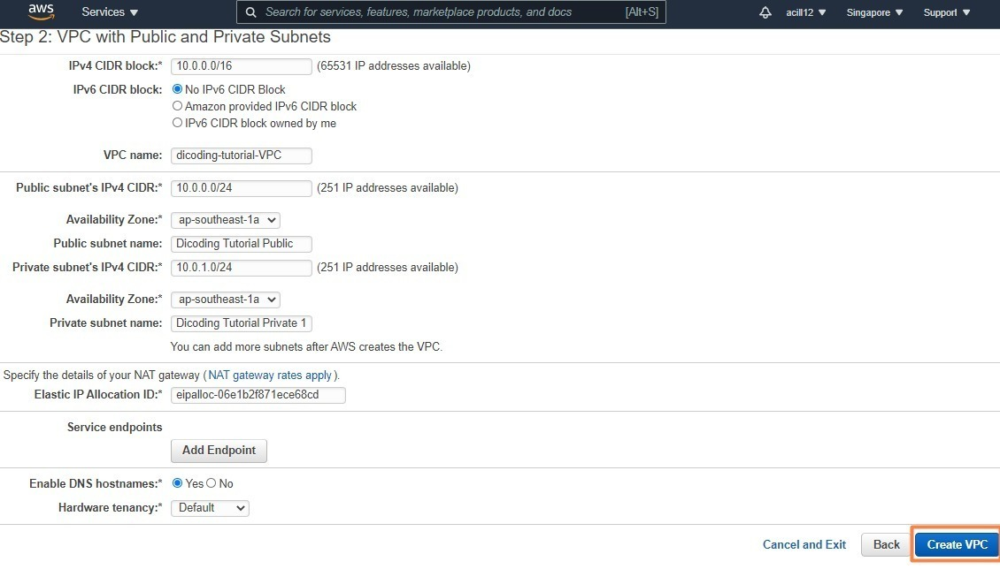 aws Services Search for services, features, marketplace products, and docs [Alt+S] acill12 Singapore Support
Step 2: VPC with Public and Private Subnets
IPv4 CIDR block:* 10.0.0.0/16 (65531 IP addresses available)
IPv6 CIDR block: No IPv6 CIDR Block
Amazon provided IPv6 CIDR block
IPv6 CIDR block owned by me
VPC name: dicoding-tutorial-VPC
Public subnet's IPv4 CIDR:* 10.0.0.0/24 (251 IP addresses available)
Availability Zone:* ap-southeast-1a
Public subnet name: Dicoding Tutorial Public
Private subnet's IPv4 CIDR:* 10.0.1.0/24 (251 IP addresses available)
Availability Zone:* ap-southeast-1a
Private subnet name: Dicoding Tutorial Private 1
You can add more subnets after AWS creates the VPC.
Specify the details of your NAT gateway (NAT gateway rates apply).
Elastic IP Allocation ID:* eipalloc-06e1b2f871ece68cd
Service endpoints
Add Endpoint
Enable DNS hostnames:* Yes No
Hardware tenancy:* Default
Cancel and Exit Back Create VPC